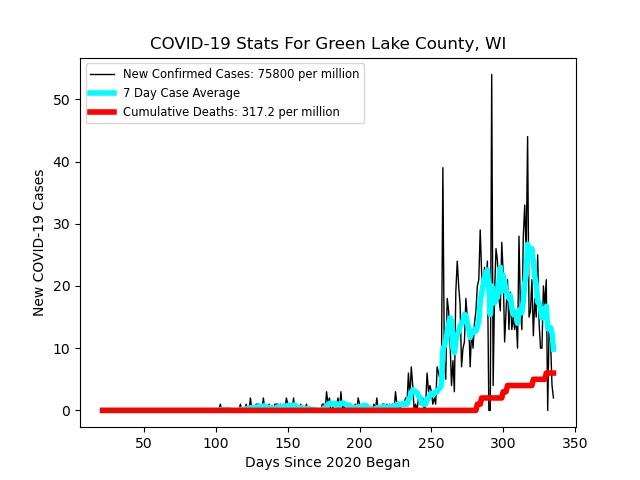 COVID-19 Stats For Green Lake County, WI
New Confirmed Cases: 75800 per million
7 Day Case Average
Cumulative Deaths: 317.2 per million
New COVID-19 Cases
50
40
30
20
10
0
50 100 150 200 250 300 350
Days Since 2020 Began